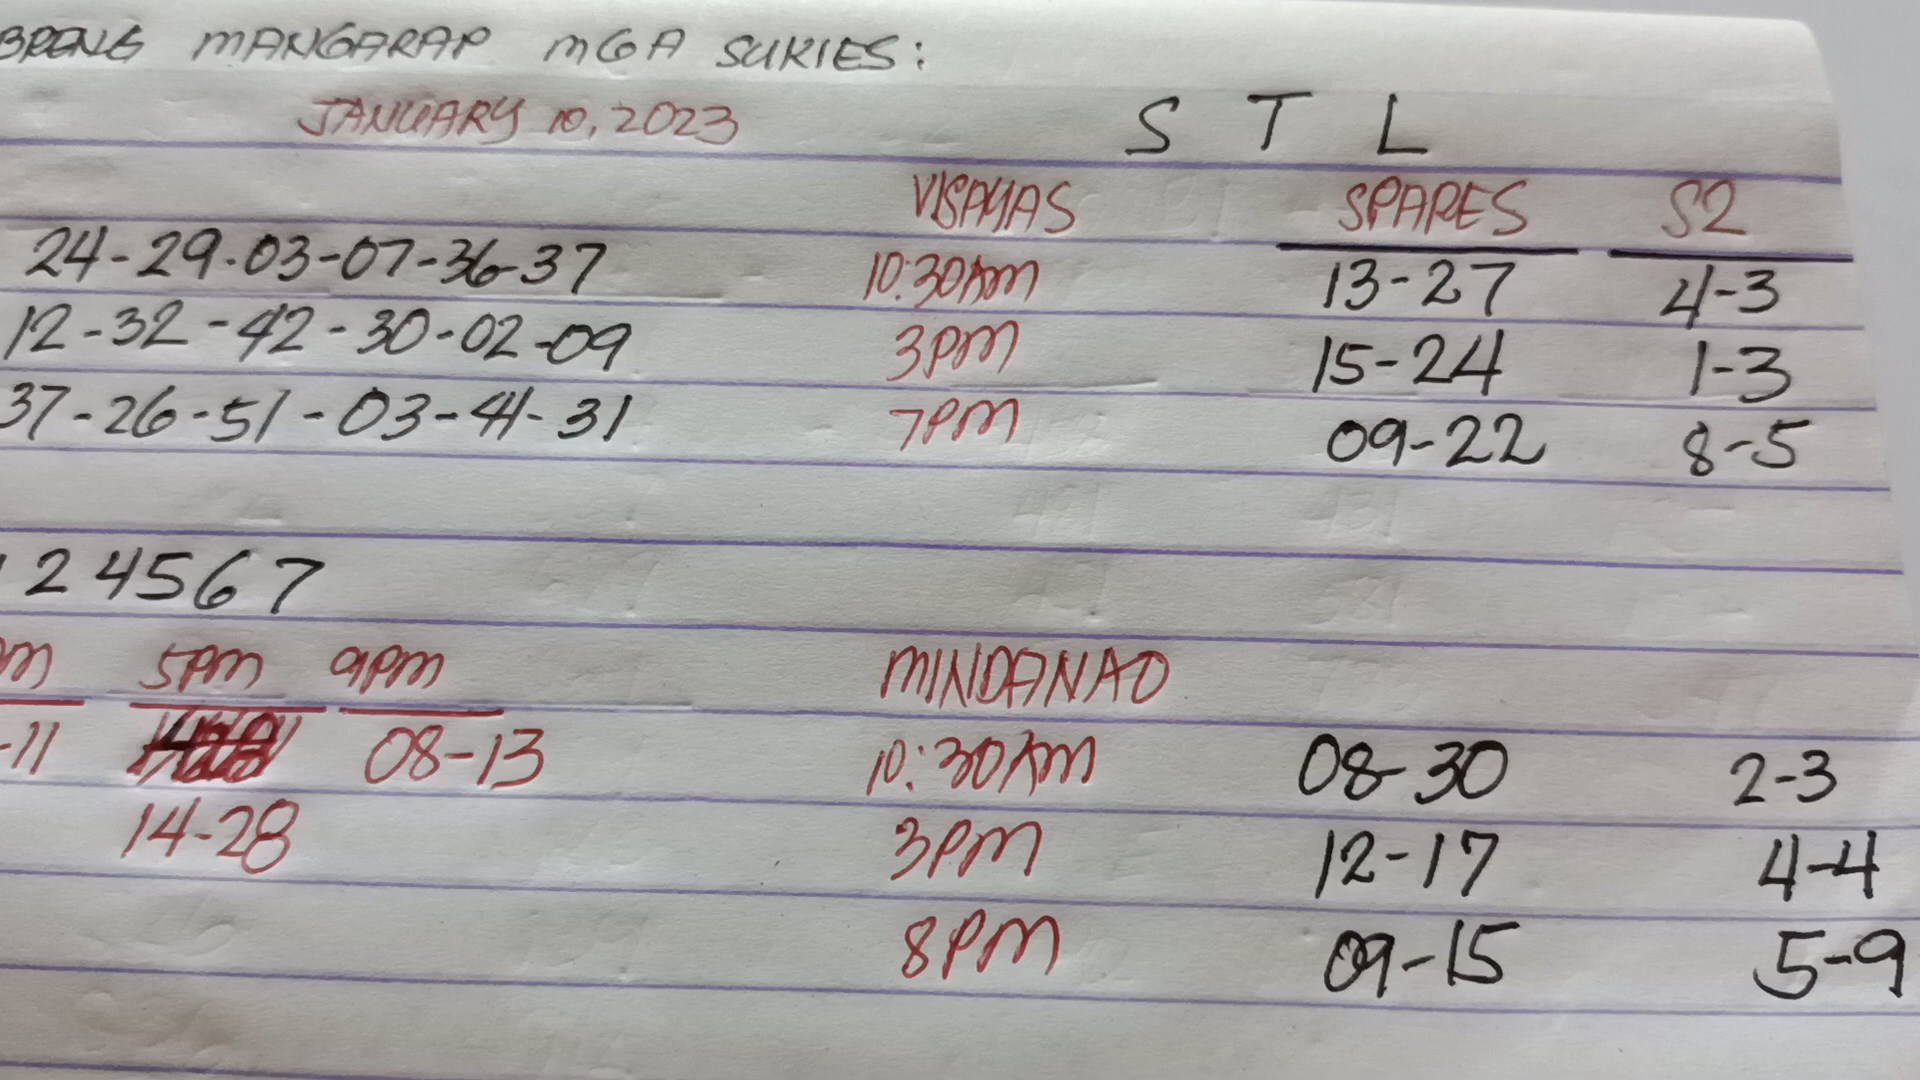 MANGARAP MGA SUKIES:
JANUARY 10, 2023
S T L
VISAYAS SPARES S2
24-29-03-07-36-37 10:30AM 13-27 4-3
12-32-42-30-02-09 3PM 15-24 1-3
37-26-51-03-41-31 7PM 09-22 8-5
24567
5PM 9PM MINDANAO
-11 08-13 10:30AM 08-30 2-3
14-28 3PM 12-17 4-4
8PM 09-15 5-9